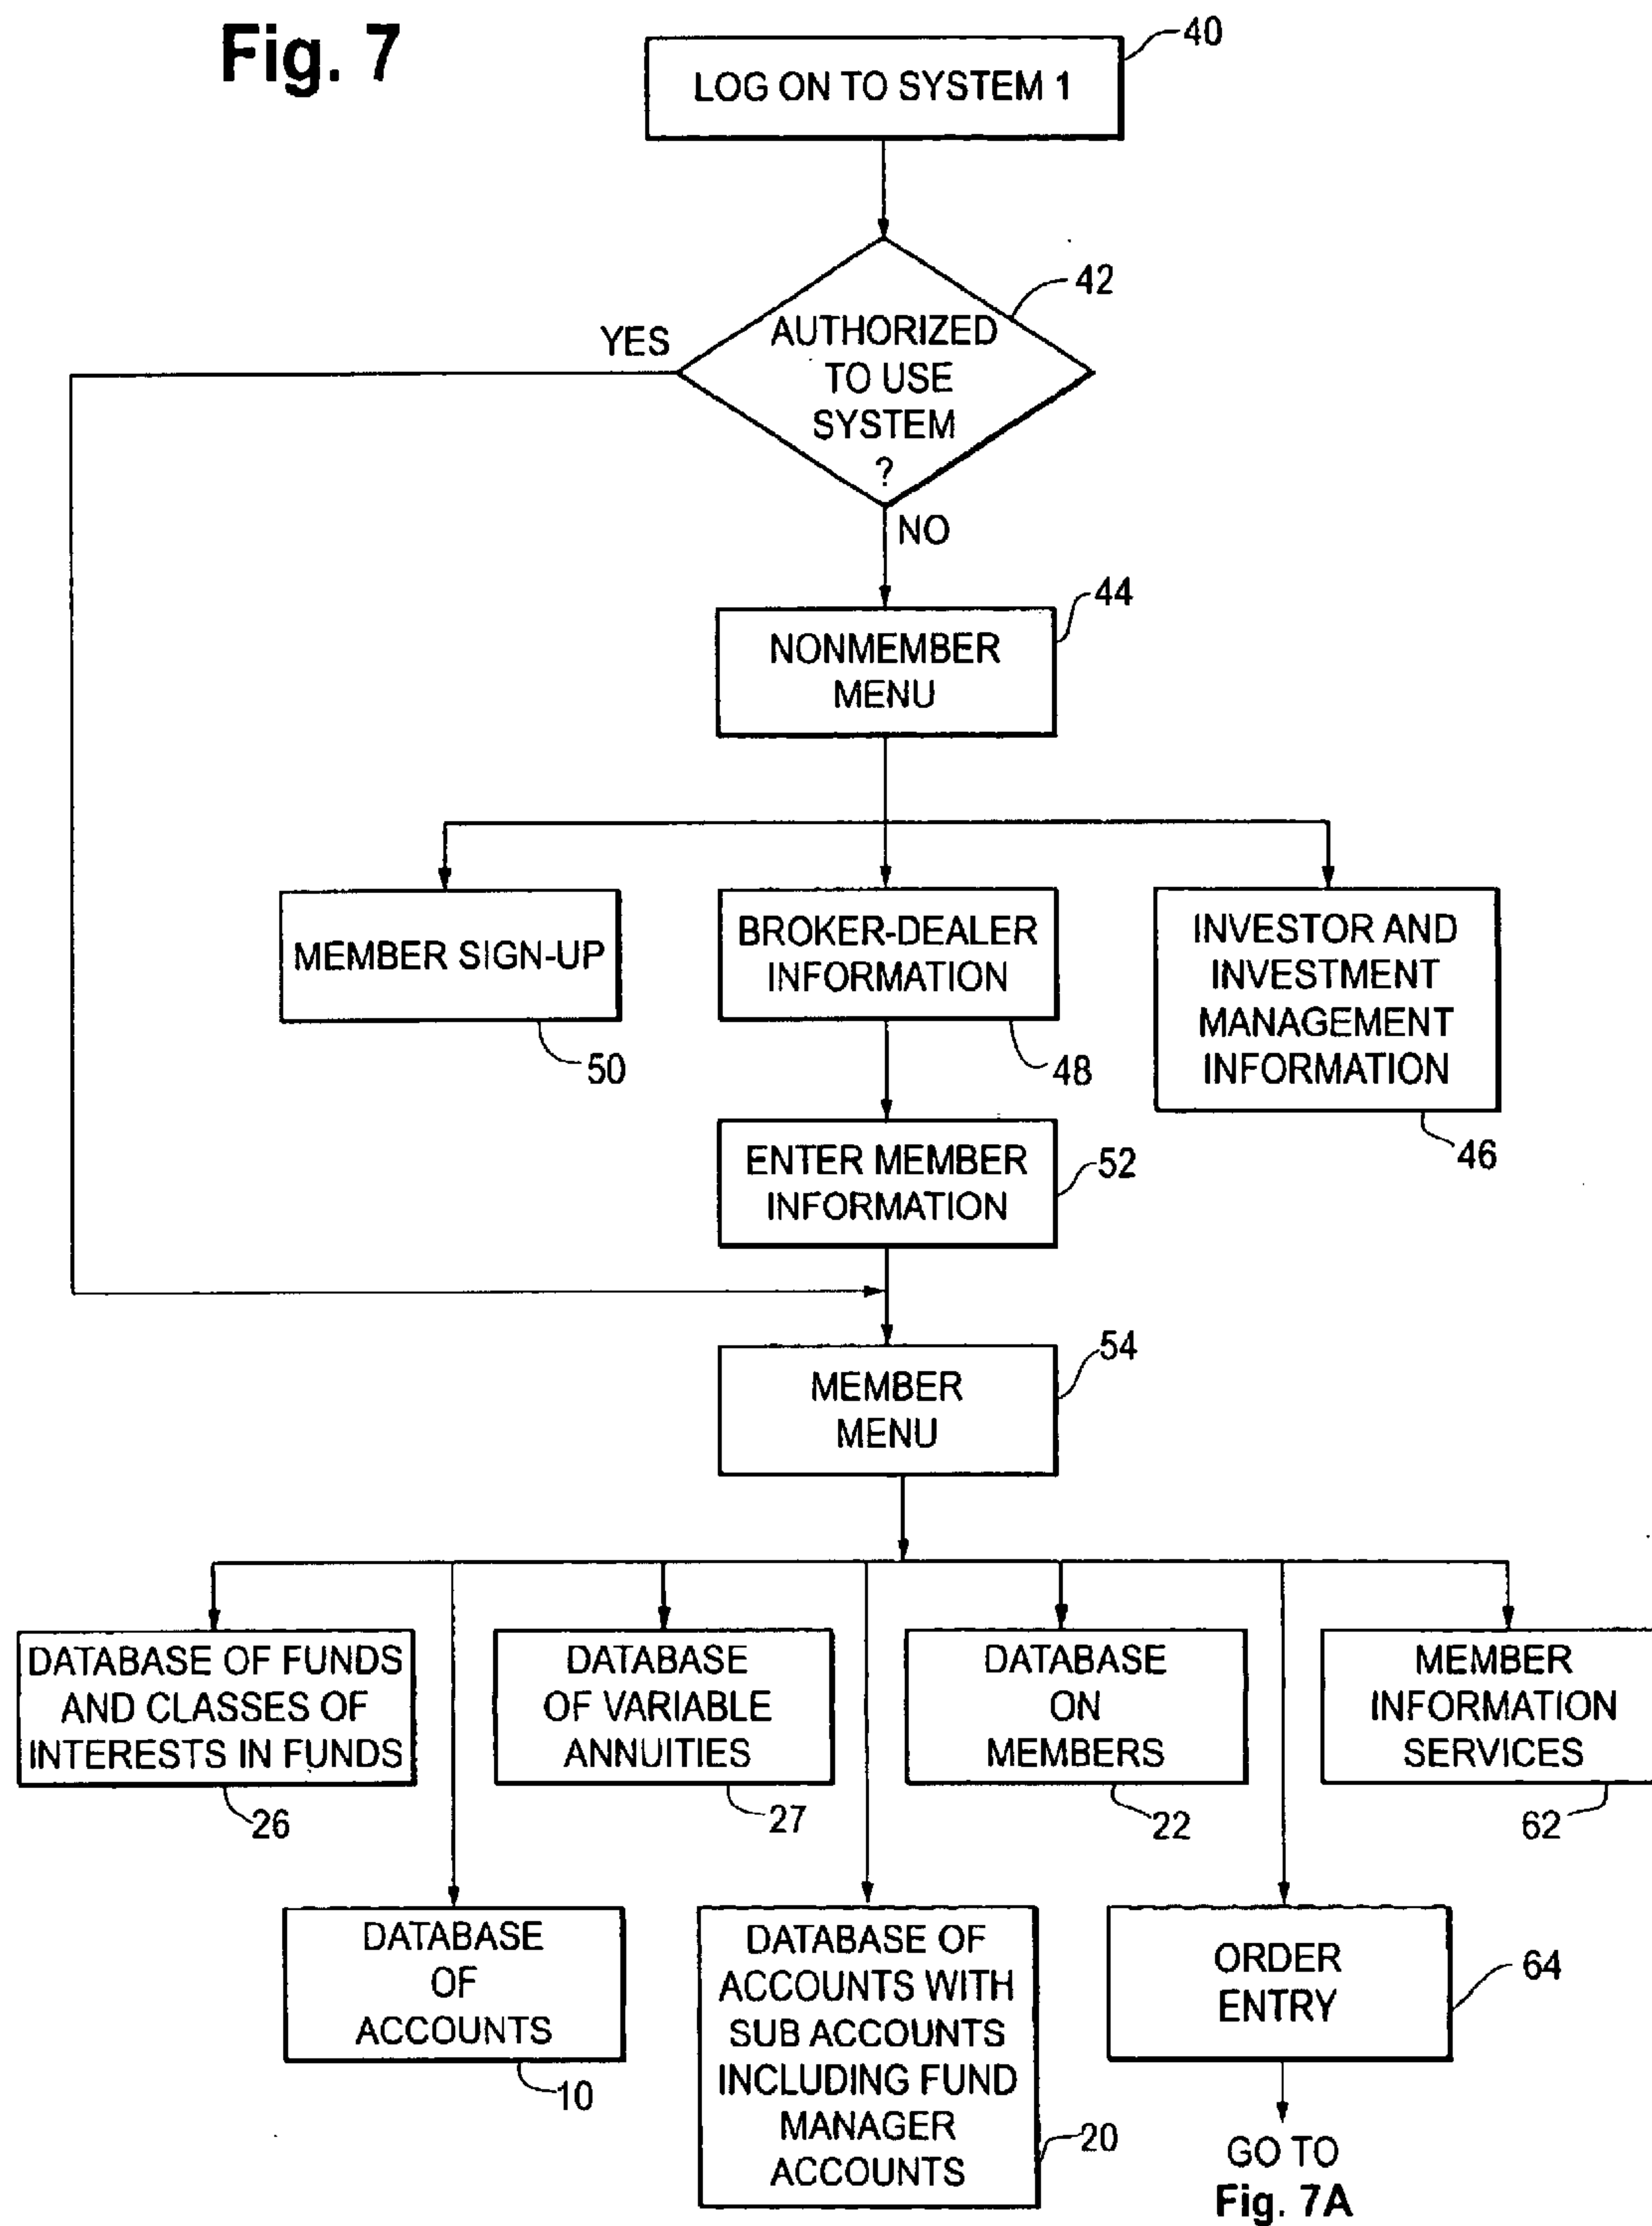 Fig. 7
40
LOG ON TO SYSTEM 1
42
YES
AUTHORIZED
TO USE
SYSTEM
?
NO
44
NONMEMBER
MENU
MEMBER SIGN-UP
50
BROKER-DEALER
INFORMATION
48
INVESTOR AND
INVESTMENT
MANAGEMENT
INFORMATION
46
ENTER MEMBER
INFORMATION
52
54
MEMBER
MENU
DATABASE OF FUNDS
AND CLASSES OF
INTERESTS IN FUNDS
26
DATABASE
OF VARIABLE
ANNUITIES
27
DATABASE
ON
MEMBERS
22
MEMBER
INFORMATION
SERVICES
62
DATABASE
OF
ACCOUNTS
10
DATABASE OF
ACCOUNTS WITH
SUB ACCOUNTS
INCLUDING FUND
MANAGER
ACCOUNTS
20
ORDER
ENTRY
64
GO TO
Fig. 7A